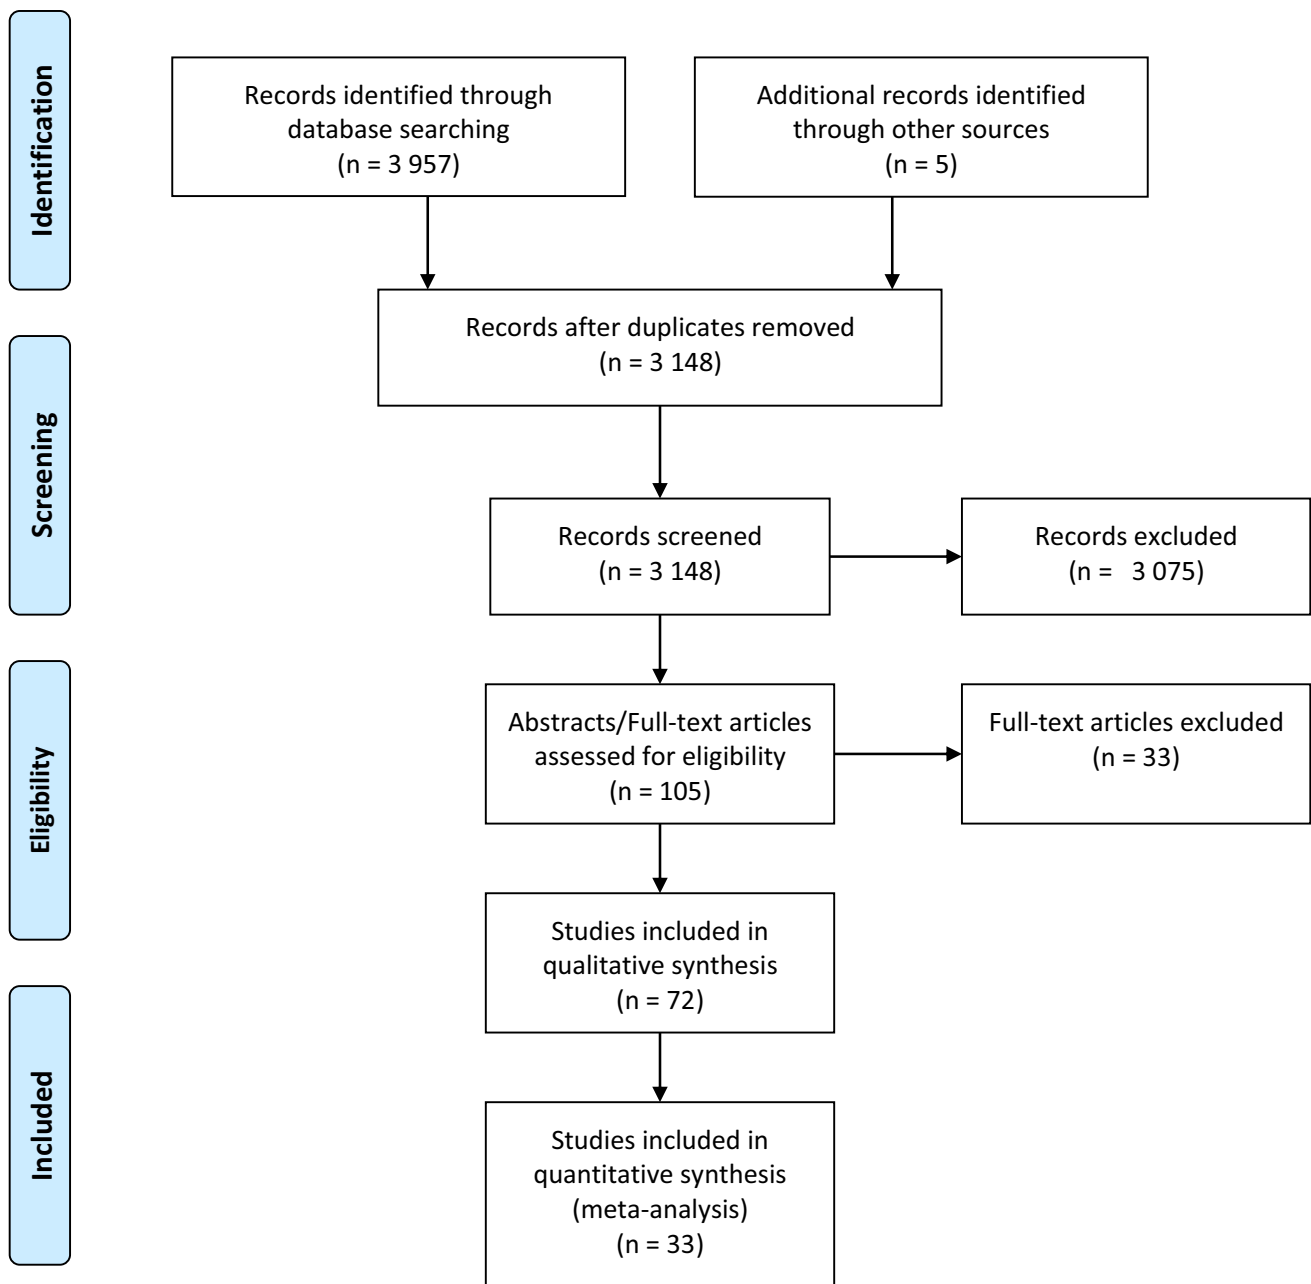 Identification
Records identified through
database searching
(n = 3 957)
Additional records identified
through other sources
(n = 5)
Records after duplicates removed
(n = 3 148)
Screening
Records screened
(n = 3 148)
Records excluded
(n =   3 075)
Eligibility
Abstracts/Full-text articles
assessed for eligibility
(n = 105)
Full-text articles excluded
(n = 33)
Studies included in
qualitative synthesis
(n = 72)
Included
Studies included in
quantitative synthesis
(meta-analysis)
(n = 33)